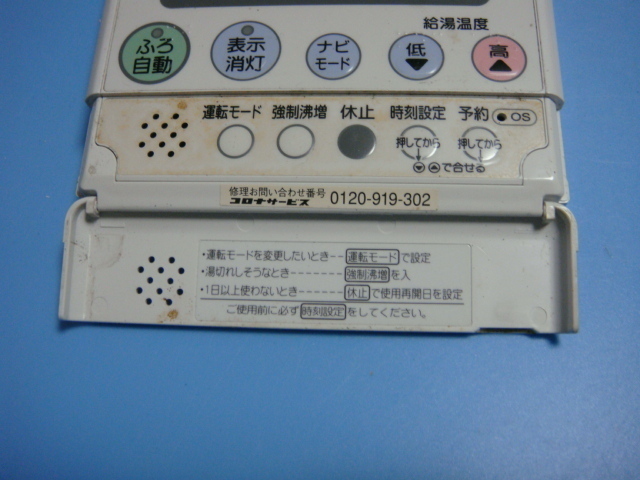 給湯温度
ふろ自動 表示消灯 ナビモード 低 高
運転モード 強制沸増 休止 時刻設定 予約 OS
押してから 押してから
で合せる
修理お問い合わせ番号
コロナサービス 0120-919-302
・運転モードを変更したいとき-- 運転モード で設定
・湯切れしそうなとき------- 強制沸増 を入
・1日以上使わないとき------ 休止 で使用再開日を設定
ご使用前に必ず 時刻設定 をしてください。